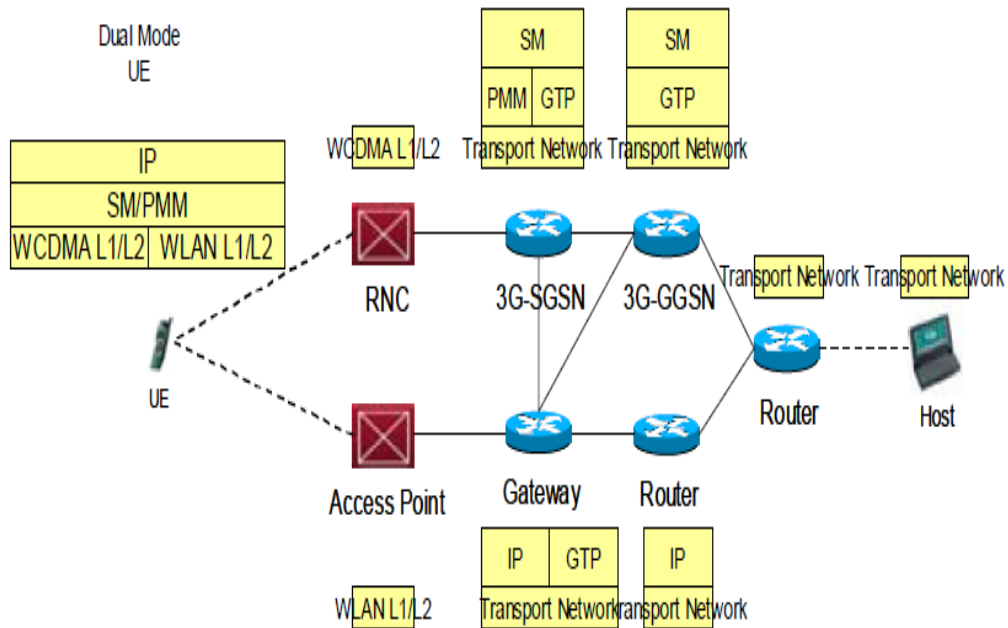 Dual Mode
UE
SM
SM
PMM GTP
GTP
WCDMA L1/L2
Transport Network
Transport Network
IP
SM/PMM
WCDMA L1/L2 WLAN L1/L2
RNC
3G-SGSN
3G-GGSN
Transport Network
Transport Network
UE
Router
Host
Access Point
Gateway
Router
IP GTP
IP
WLAN L1/L2
Transport Network
ransport Network